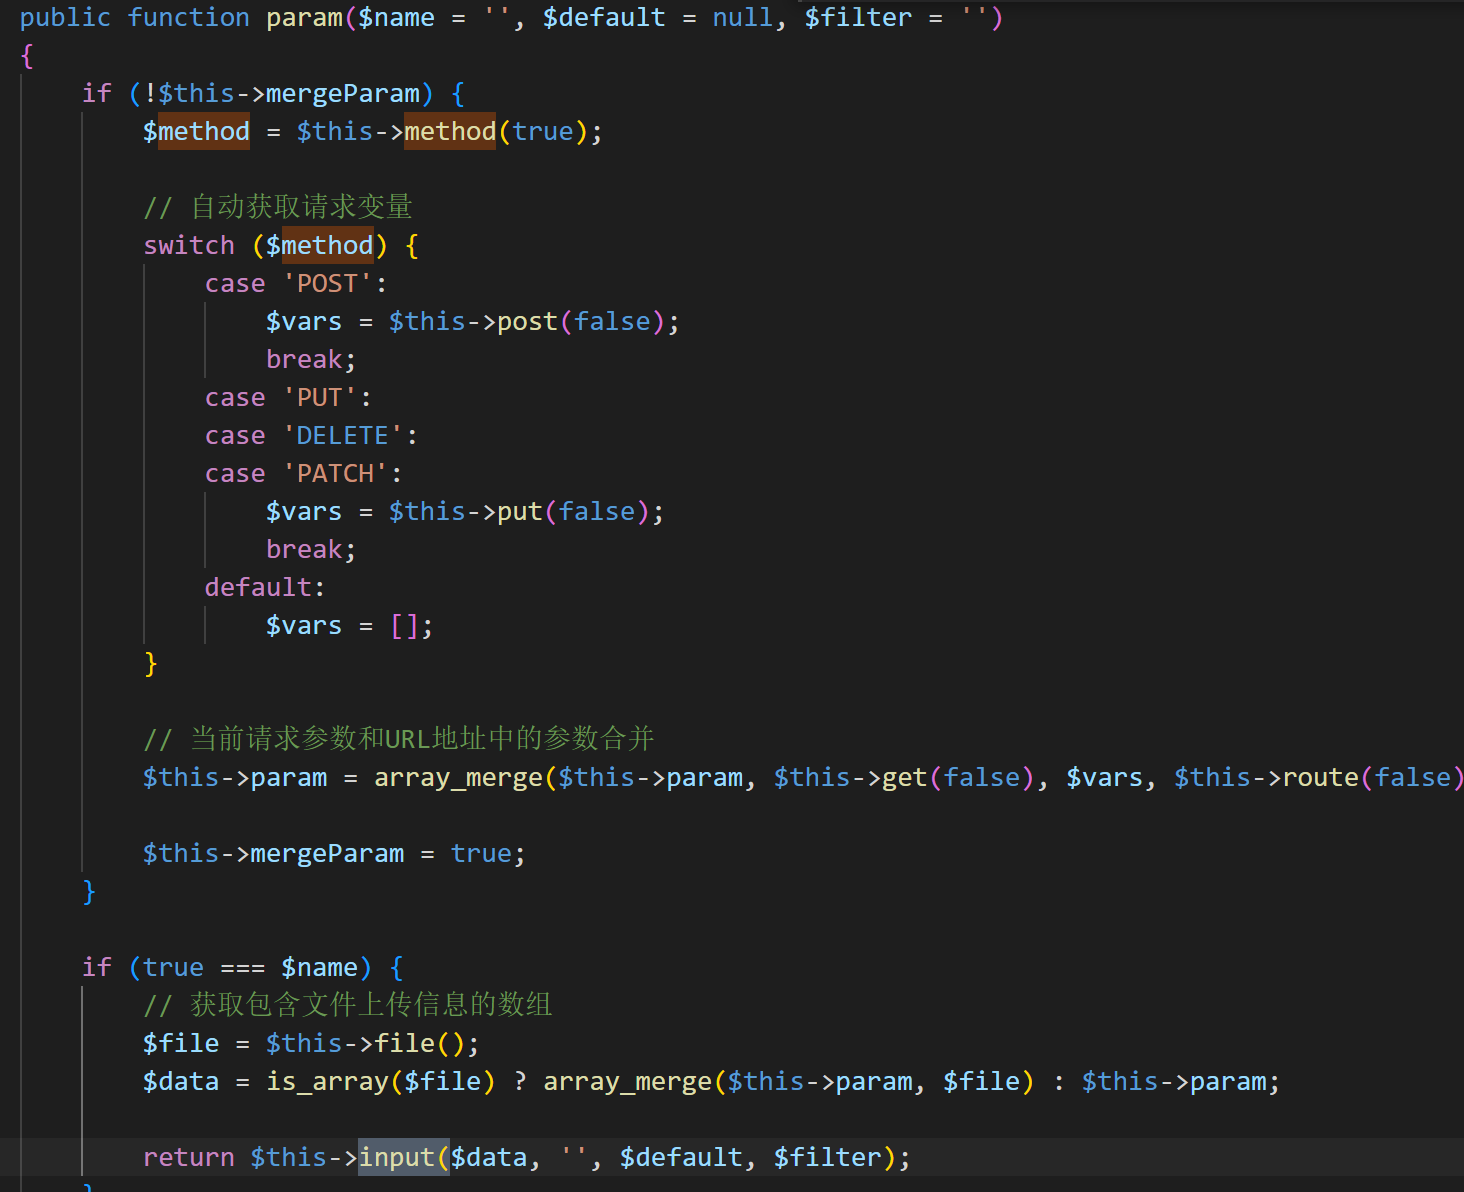 public function param($name = '', $default = null, $filter = '')
{
    if (!$this->mergeParam) {
        $method = $this->method(true);

        // 自动获取请求变量
        switch ($method) {
            case 'POST':
                $vars = $this->post(false);
                break;
            case 'PUT':
            case 'DELETE':
            case 'PATCH':
                $vars = $this->put(false);
                break;
            default:
                $vars = [];
        }

        // 当前请求参数和URL地址中的参数合并
        $this->param = array_merge($this->param, $this->get(false), $vars, $this->route(false)

        $this->mergeParam = true;
    }

    if (true === $name) {
        // 获取包含文件上传信息的数组
        $file = $this->file();
        $data = is_array($file) ? array_merge($this->param, $file) : $this->param;

        return $this->input($data, '', $default, $filter);
    }